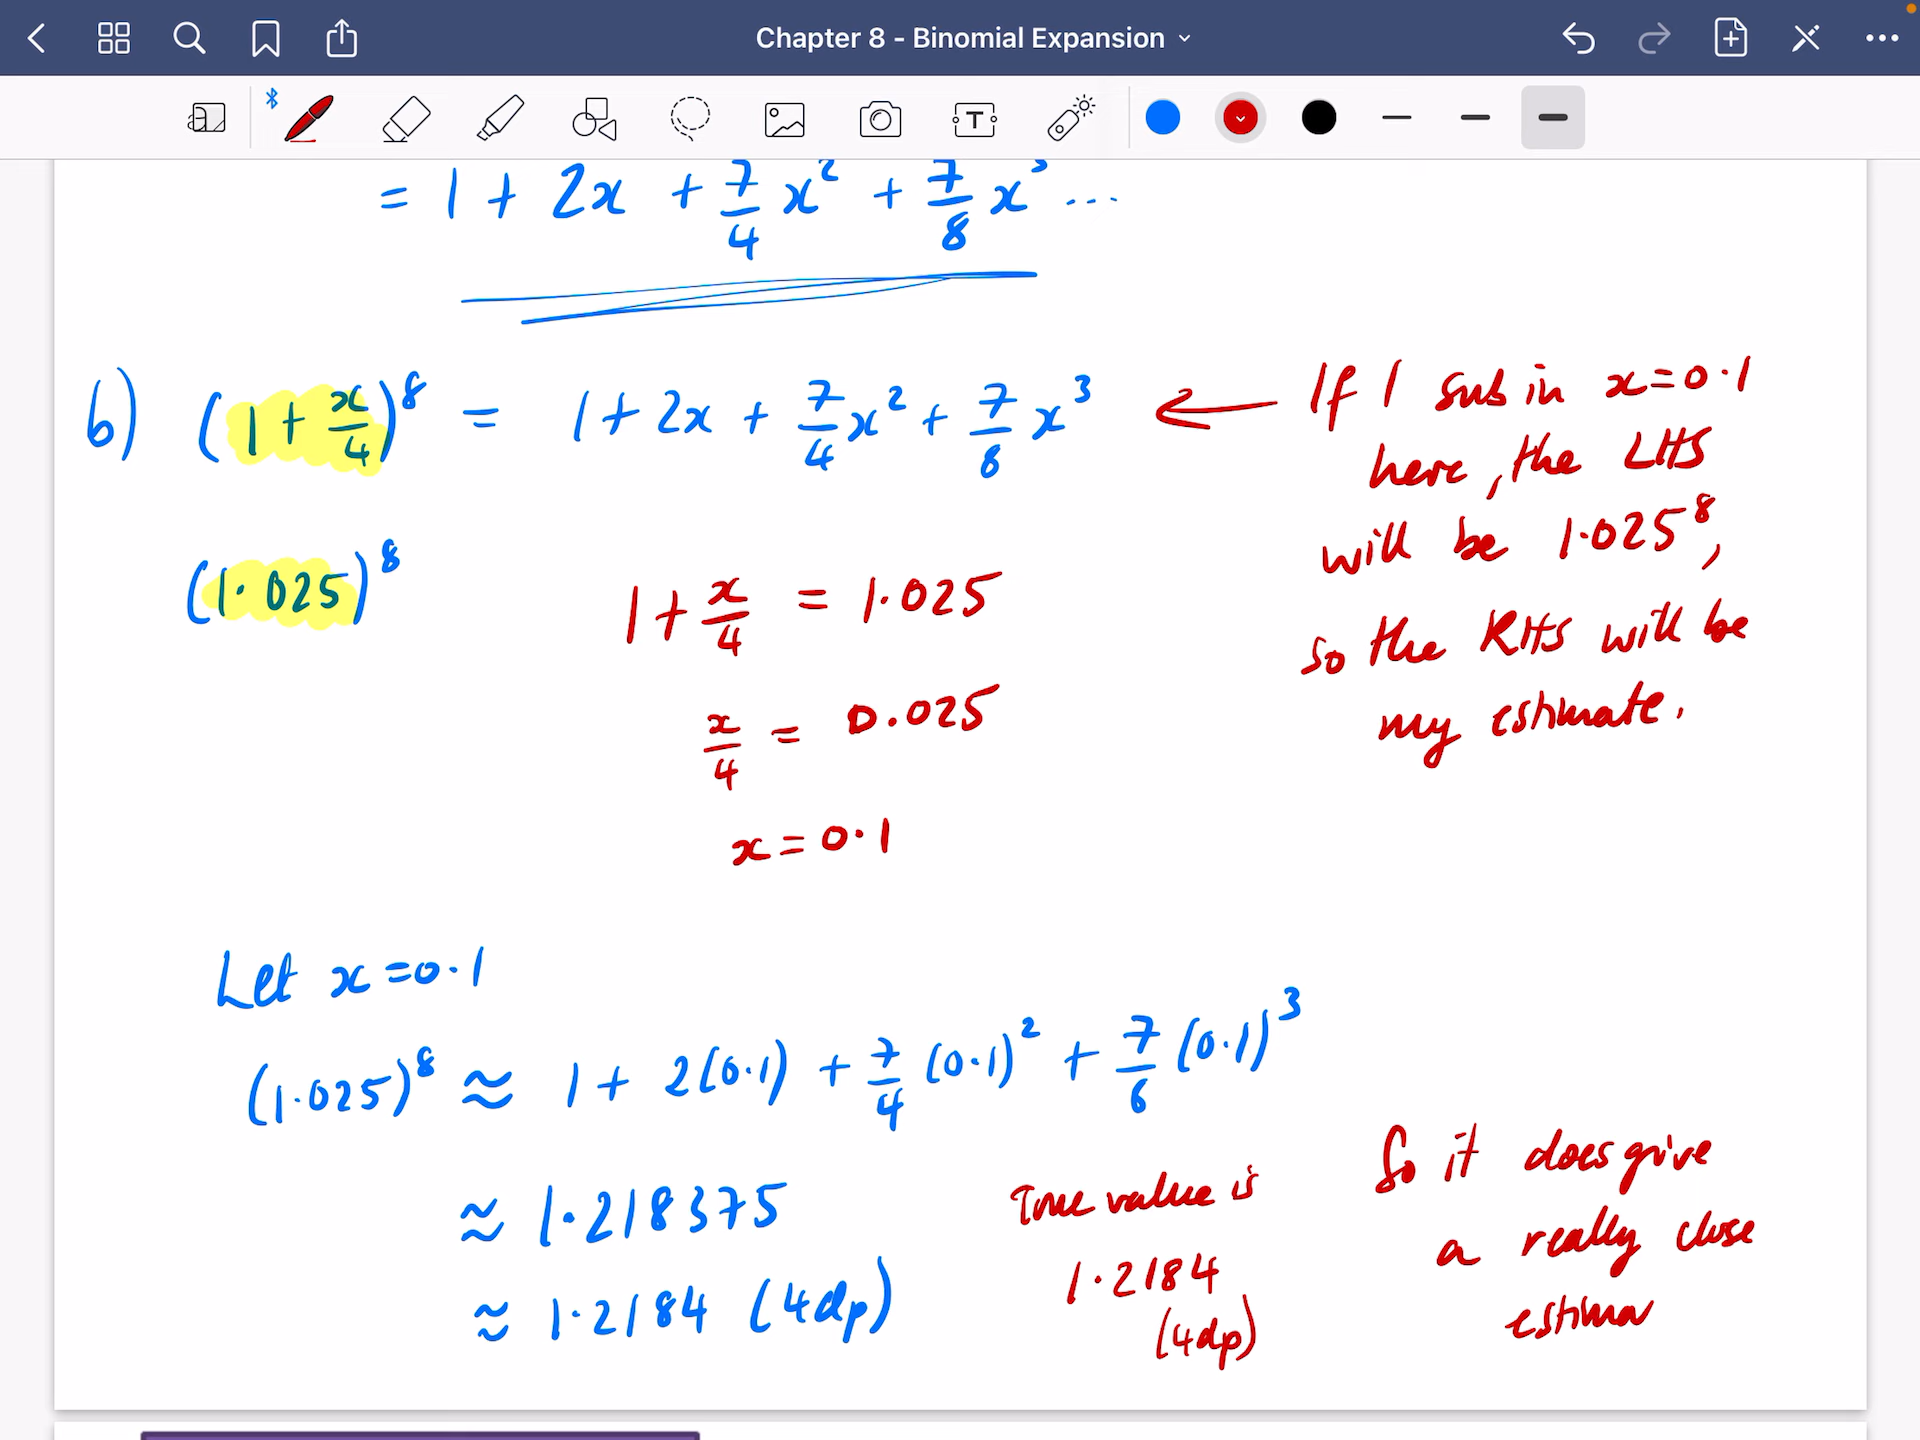 Chapter 8 - Binomial Expansion
= 1 + 2x + 7/4 x² + 7/8 x³ ...
b) (1 + x/4)⁸ = 1 + 2x + 7/4 x² + 7/8 x³
If I sub in x=0.1
here, the LHS
will be 1.025⁸,
so the RHS will be
my estimate.
(1.025)⁸
1 + x/4 = 1.025
x/4 = 0.025
x = 0.1
Let x = 0.1
(1.025)⁸ ≈ 1 + 2(0.1) + 7/4 (0.1)² + 7/6 (0.1)³
≈ 1.218375
≈ 1.2184 (4dp)
True value is
1.2184
(4dp)
So it does give
a really close
estima